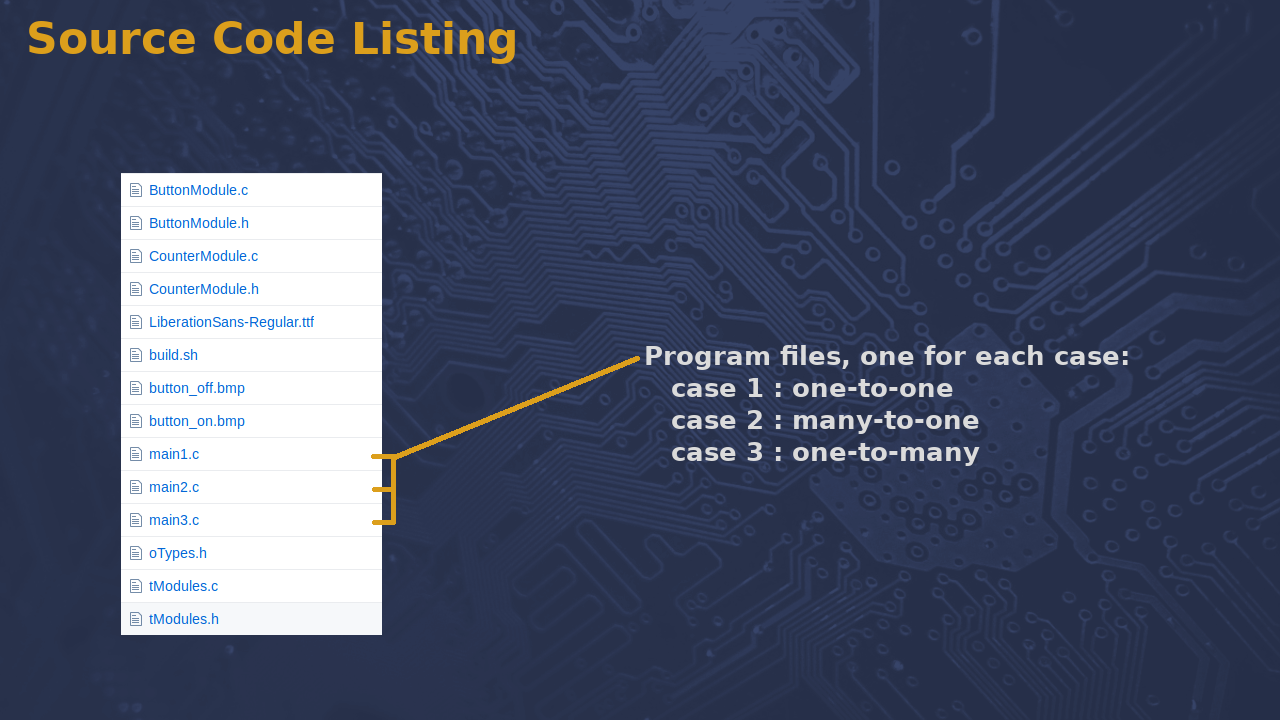 Source Code Listing
ButtonModule.c
ButtonModule.h
CounterModule.c
CounterModule.h
LiberationSans-Regular.ttf
build.sh
button_off.bmp
button_on.bmp
main1.c
main2.c
main3.c
oTypes.h
tModules.c
tModules.h
Program files, one for each case:
case 1 : one-to-one
case 2 : many-to-one
case 3 : one-to-many